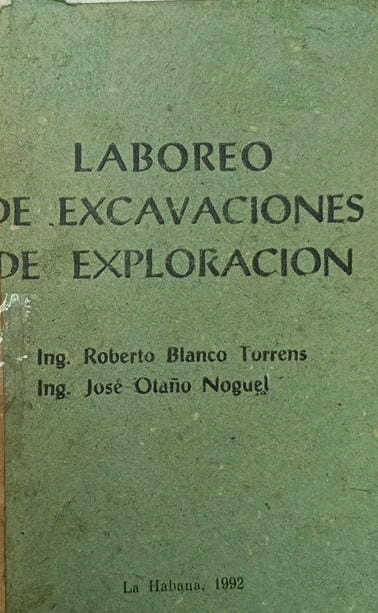 LABOREO
DE EXCAVACIONES
DE EXPLORACION
Ing. Roberto Blanco Torrens
Ing. José Otaño Noguel
La Habana, 1992